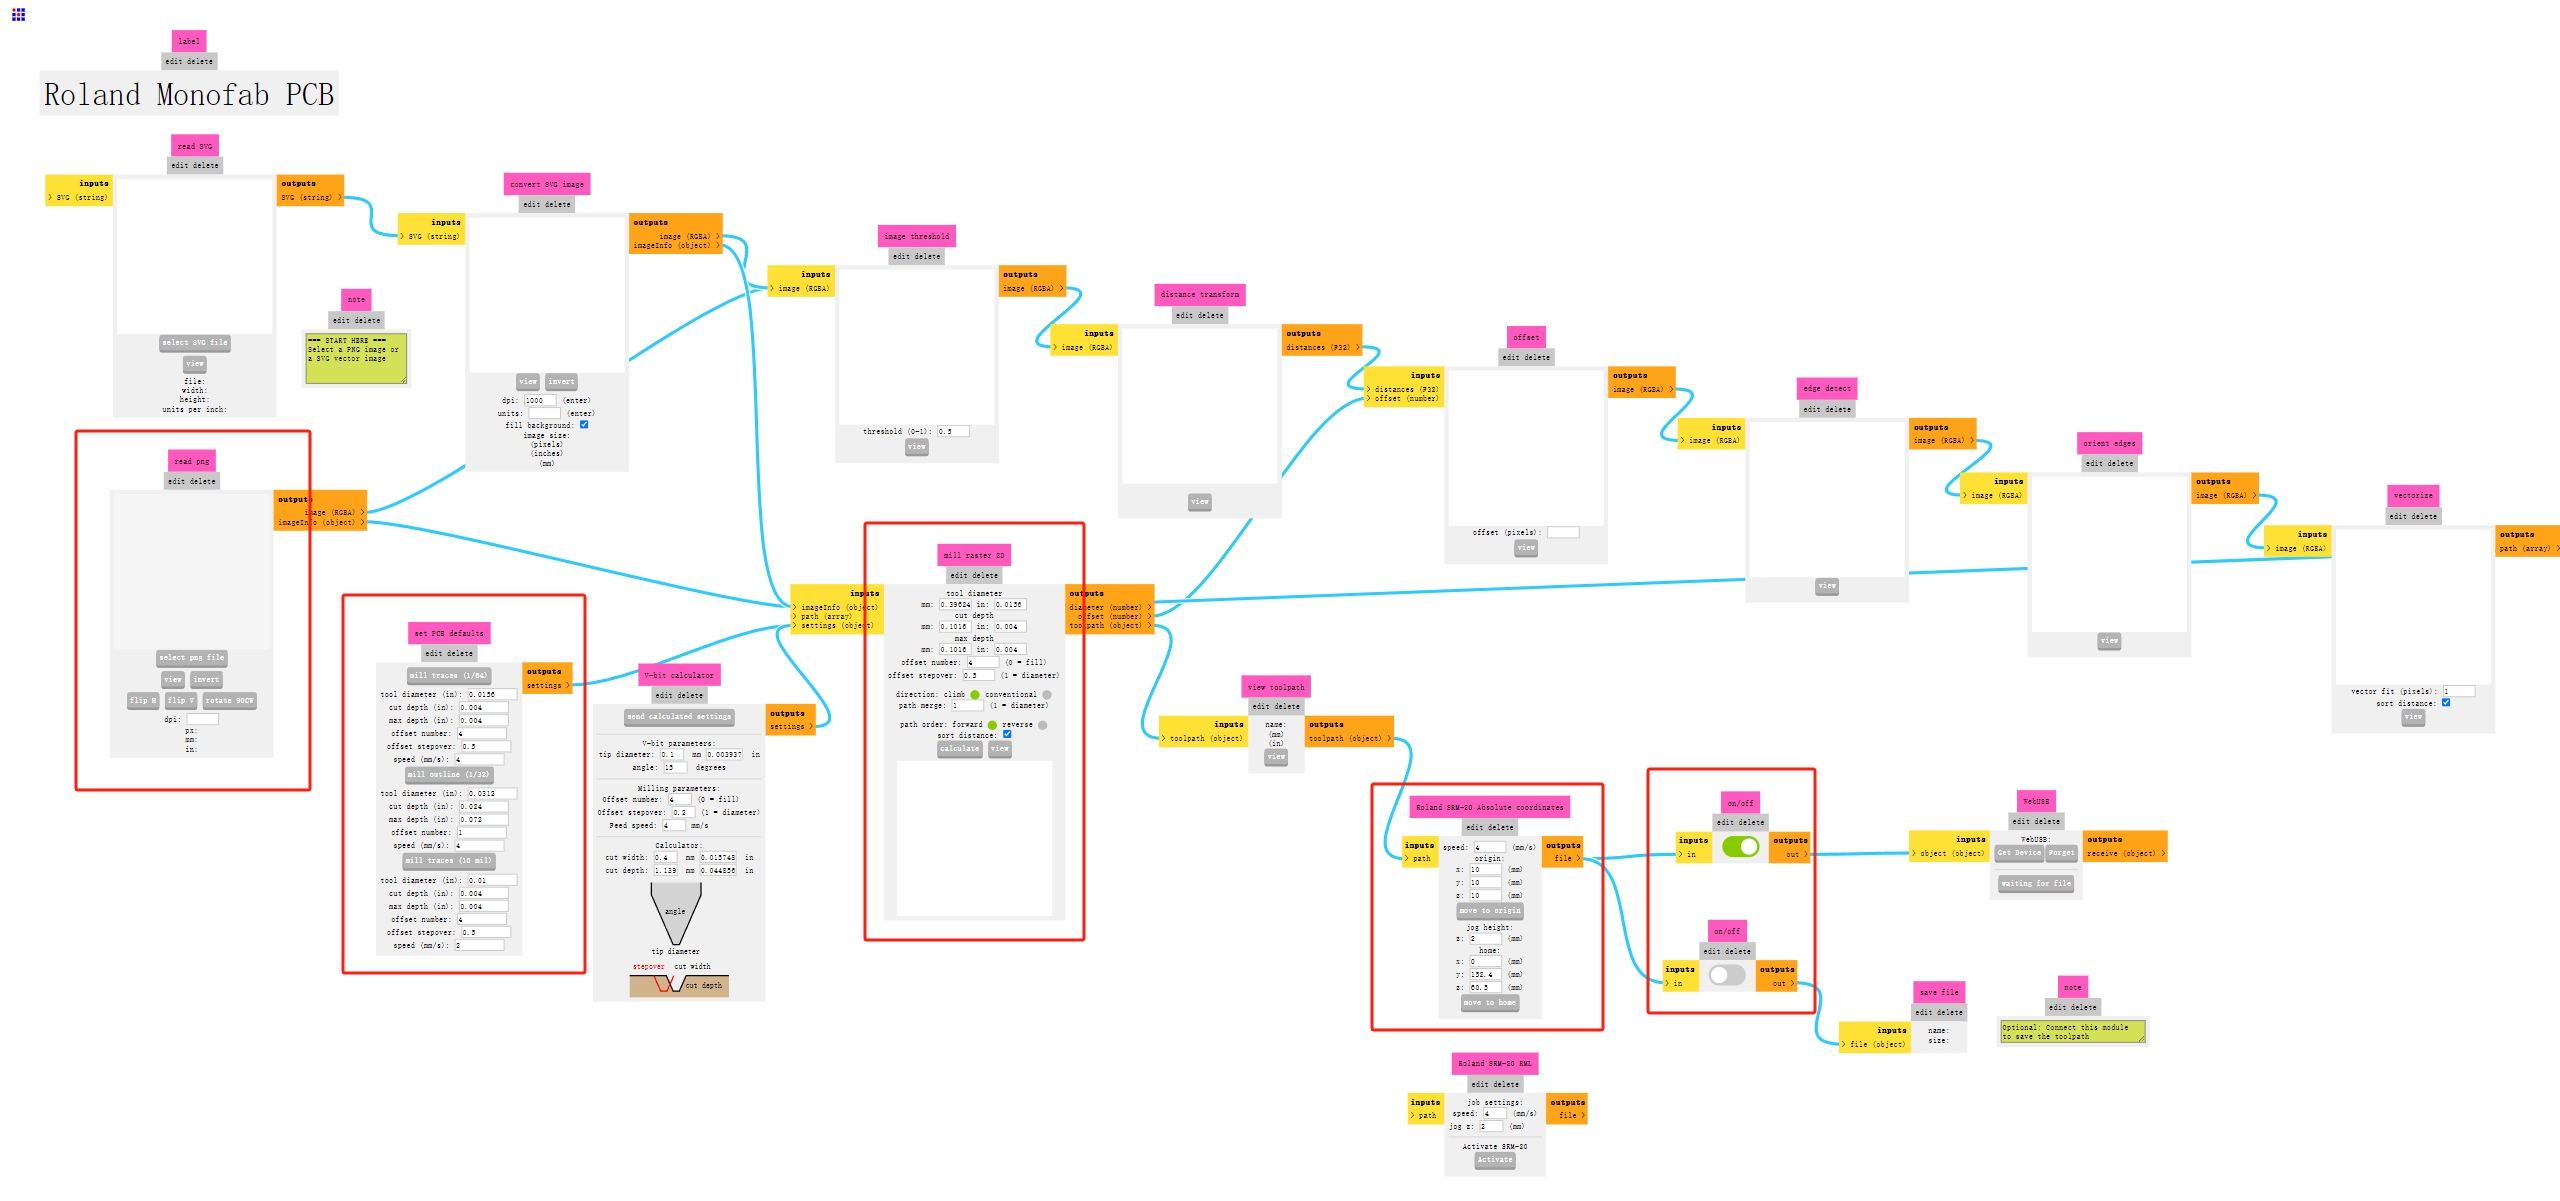 label
edit delete
Roland Monofab PCB
read SVG
edit delete
inputs
SVG (string)
outputs
SVG (string)
select SVG file
view
file:
width:
height:
units per inch:
note
edit delete
=== START HERE ===
Select a PNG image or
a SVG vector image
convert SVG image
edit delete
inputs
SVG (string)
outputs
image (RGBA)
imageInfo (object)
view invert
dpi: 1000 (enter)
units: (enter)
fill background:
image size:
(pixels)
(inches)
(mm)
image threshold
edit delete
inputs
image (RGBA)
outputs
image (RGBA)
threshold (0-1): 0.5
view
distance transform
edit delete
inputs
image (RGBA)
outputs
distances (F32)
view
offset
edit delete
inputs
distances (F32)
offset (number)
outputs
image (RGBA)
offset (pixels):
view
edge detect
edit delete
inputs
image (RGBA)
outputs
image (RGBA)
view
orient edges
edit delete
inputs
image (RGBA)
outputs
image (RGBA)
view
vectorize
edit delete
inputs
image (RGBA)
outputs
path (array)
vector fit (pixels): 1
sort distance:
view
read png
edit delete
outputs
image (RGBA)
imageInfo (object)
select png file
view invert
flip H flip V rotate 90CW
dpi:
px:
mm:
in:
set PCB defaults
edit delete
outputs
settings
mill traces (1/64)
tool diameter (in): 0.0156
cut depth (in): 0.004
max depth (in): 0.004
offset number: 4
offset stepover: 0.5
speed (mm/s): 4
mill outline (1/32)
tool diameter (in): 0.0312
cut depth (in): 0.024
max depth (in): 0.072
offset number: 1
speed (mm/s): 4
mill traces (10 mil)
tool diameter (in): 0.01
cut depth (in): 0.004
max depth (in): 0.004
offset number: 4
offset stepover: 0.5
speed (mm/s): 2
V-bit calculator
edit delete
outputs
settings
send calculated settings
V-bit parameters:
tip diameter: 0.1 mm 0.003937 in
angle: 15 degrees
Milling parameters:
Offset number: 4 (0 = fill)
Offset stepover: 0.2 (1 = diameter)
Feed speed: 4 mm/s
Calculator:
cut width: 0.4 mm 0.015748 in
cut depth: 1.139 mm 0.044856 in
angle
tip diameter
stepover cut width
cut depth
mill raster 2D
edit delete
inputs
imageInfo (object)
path (array)
settings (object)
outputs
diameter (number)
offset (number)
toolpath (object)
tool diameter
mm: 0.39624 in: 0.0156
cut depth
mm: 0.1016 in: 0.004
max depth
mm: 0.1016 in: 0.004
offset number: 4 (0 = fill)
offset stepover: 0.5 (1 = diameter)
direction: climb conventional
path merge: 1 (1 = diameter)
path order: forward reverse
sort distance:
calculate view
view toolpath
edit delete
inputs
toolpath (object)
name:
(mm)
(in)
view
outputs
toolpath (object)
Roland SRM-20 Absolute coordinates
edit delete
inputs
path
outputs
file
speed: 4 (mm/s)
origin:
x: 10 (mm)
y: 10 (mm)
z: 10 (mm)
move to origin
jog height:
z: 2 (mm)
home:
x: 0 (mm)
y: 152.4 (mm)
z: 60.5 (mm)
move to home
on/off
edit delete
inputs
in
outputs
out
on/off
edit delete
inputs
in
outputs
out
WebUSB
edit delete
inputs
object (object)
WebUSB:
Get Device Forget
waiting for file
outputs
receive (object)
save file
edit delete
inputs
file (object)
name:
size:
note
edit delete
Optional: Connect this module
to save the toolpath
Roland SRM-20 RML
edit delete
inputs
path
outputs
file
job settings:
speed: 4 (mm/s)
jog z: 2 (mm)
Activate SRM-20
Activate